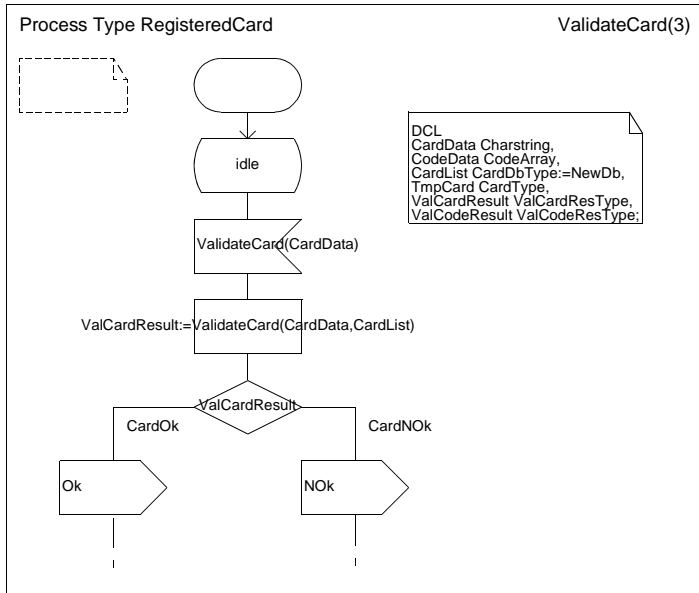 Process Type RegisteredCard
ValidateCard(3)
DCL
CardData Charstring,
CodeData CodeArray,
CardList CardDbType:=NewDb,
TmpCard CardType,
ValCardResult ValCardResType,
ValCodeResult ValCodeResType;
idle
ValidateCard(CardData)
ValCardResult:=ValidateCard(CardData,CardList)
ValCardResult
CardOk
CardNOk
Ok
NOk